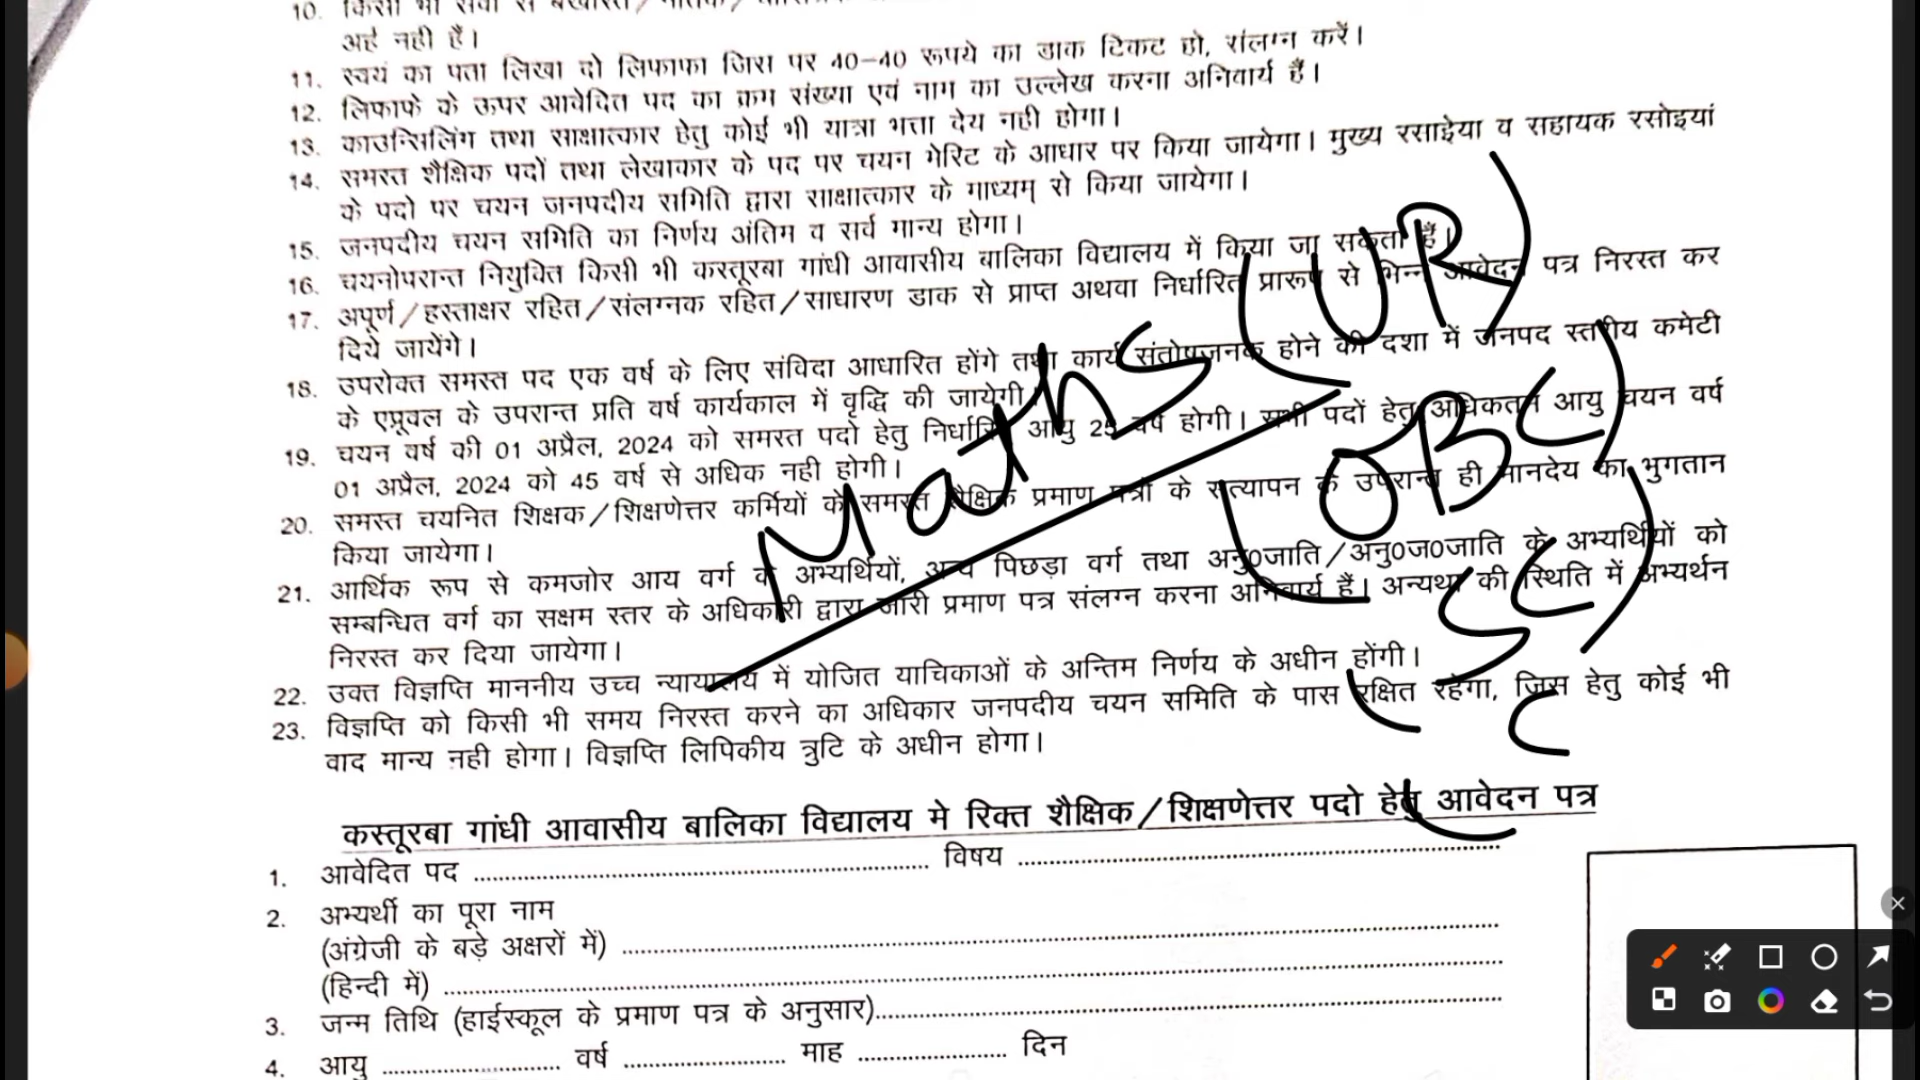 10. किसी भी सेवा से
अर्ह नही हैं।
11. स्वयं का पता लिखा दो लिफाफा जिस पर 40-40 रूपये का डाक टिकट हो, संलग्न करें।
12. लिफाफे के ऊपर आवेदित पद का क्रम संख्या एवं नाम का उल्लेख करना अनिवार्य हैं।
13. काउन्सिलिंग तथा साक्षात्कार हेतु कोई भी यात्रा भत्ता देय नही होगा।
14. समस्त शैक्षिक पदों तथा लेखाकार के पद पर चयन मेरिट के आधार पर किया जायेगा। मुख्य रसाईया व सहायक रसोइयां
के पदो पर चयन जनपदीय समिति द्वारा साक्षात्कार के माध्यम् से किया जायेगा।
15. जनपदीय चयन समिति का निर्णय अंतिम व सर्व मान्य होगा।
16. चयनोपरान्त नियुक्ति किसी भी कस्तूरबा गांधी आवासीय बालिका विद्यालय में किया जा सकता हैं।
17. अपूर्ण/हस्ताक्षर रहित/संलग्नक रहित/साधारण डाक से प्राप्त अथवा निर्धारित प्रारूप से भिन्न आवेदन पत्र निरस्त कर
दिये जायेंगे।
18. उपरोक्त समस्त पद एक वर्ष के लिए संविदा आधारित होंगे तथा कार्य संतोषजनक होने की दशा में जनपद स्तरीय कमेटी
के एप्रूवल के उपरान्त प्रति वर्ष कार्यकाल में वृद्धि की जायेगी।
19. चयन वर्ष की 01 अप्रैल, 2024 को समस्त पदो हेतु निर्धारित आयु 25 वर्ष होगी। सभी पदों हेतु अधिकतम आयु चयन वर्ष
01 अप्रैल, 2024 को 45 वर्ष से अधिक नही होगी।
20. समस्त चयनित शिक्षक/शिक्षणेत्तर कर्मियों के समस्त शैक्षिक प्रमाण पत्रों के सत्यापन के उपरान्त ही मानदेय का भुगतान
किया जायेगा।
21. आर्थिक रूप से कमजोर आय वर्ग के अभ्यर्थियों, अन्य पिछड़ा वर्ग तथा अनु0जाति/अनु0ज0जाति के अभ्यर्थियों को
सम्बन्धित वर्ग का सक्षम स्तर के अधिकारी द्वारा जारी प्रमाण पत्र संलग्न करना अनिवार्य हैं। अन्यथा की स्थिति में अभ्यर्थन
निरस्त कर दिया जायेगा।
22. उक्त विज्ञप्ति माननीय उच्च न्यायालय में योजित याचिकाओं के अन्तिम निर्णय के अधीन होंगी।
23. विज्ञप्ति को किसी भी समय निरस्त करने का अधिकार जनपदीय चयन समिति के पास रक्षित रहेगा, जिस हेतु कोई भी
वाद मान्य नही होगा। विज्ञप्ति लिपिकीय त्रुटि के अधीन होगा।
Maths (UR)
(OBC)
(SC)
कस्तूरबा गांधी आवासीय बालिका विद्यालय मे रिक्त शैक्षिक/शिक्षणेत्तर पदो हेतु आवेदन पत्र
1. आवेदित पद ........................ विषय ........................
2. अभ्यर्थी का पूरा नाम
(अंग्रेजी के बड़े अक्षरों में) ........................
(हिन्दी में) ........................
3. जन्म तिथि (हाईस्कूल के प्रमाण पत्र के अनुसार)........................
4. आयु ............ वर्ष ............ माह ............ दिन